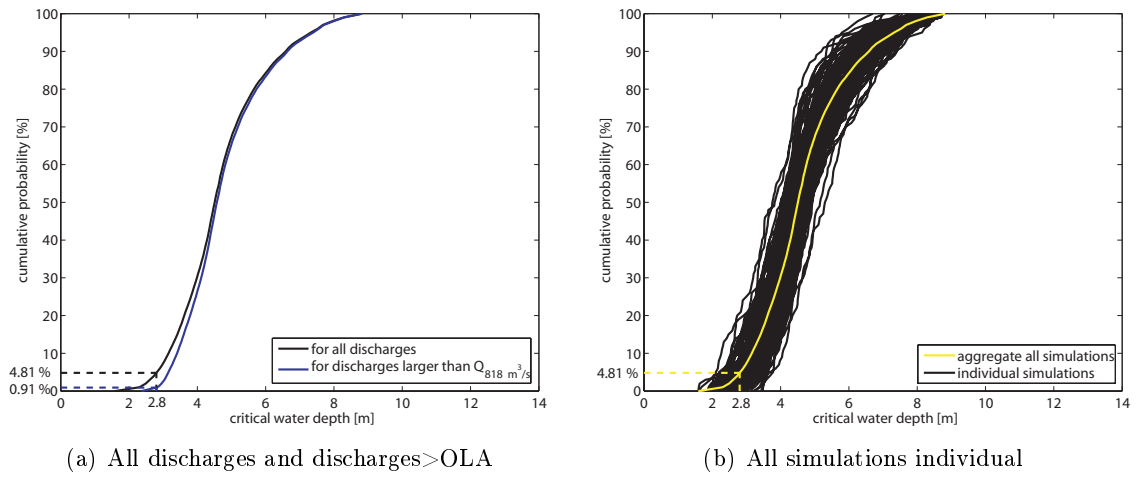 100
90
80
70
60
50
40
30
20
10
0
4.81 %
0.91 %
cumulative probability [%]
0 2 2.8 4 6 8 10 12 14
critical water depth [m]
for all discharges
for discharges larger than Q818 m³/s
(a) All discharges and discharges>OLA
100
90
80
70
60
50
40
30
20
10
0
4.81 %
cumulative probability [%]
0 2 2.8 4 6 8 10 12 14
critical water depth [m]
aggregate all simulations
individual simulations
(b) All simulations individual